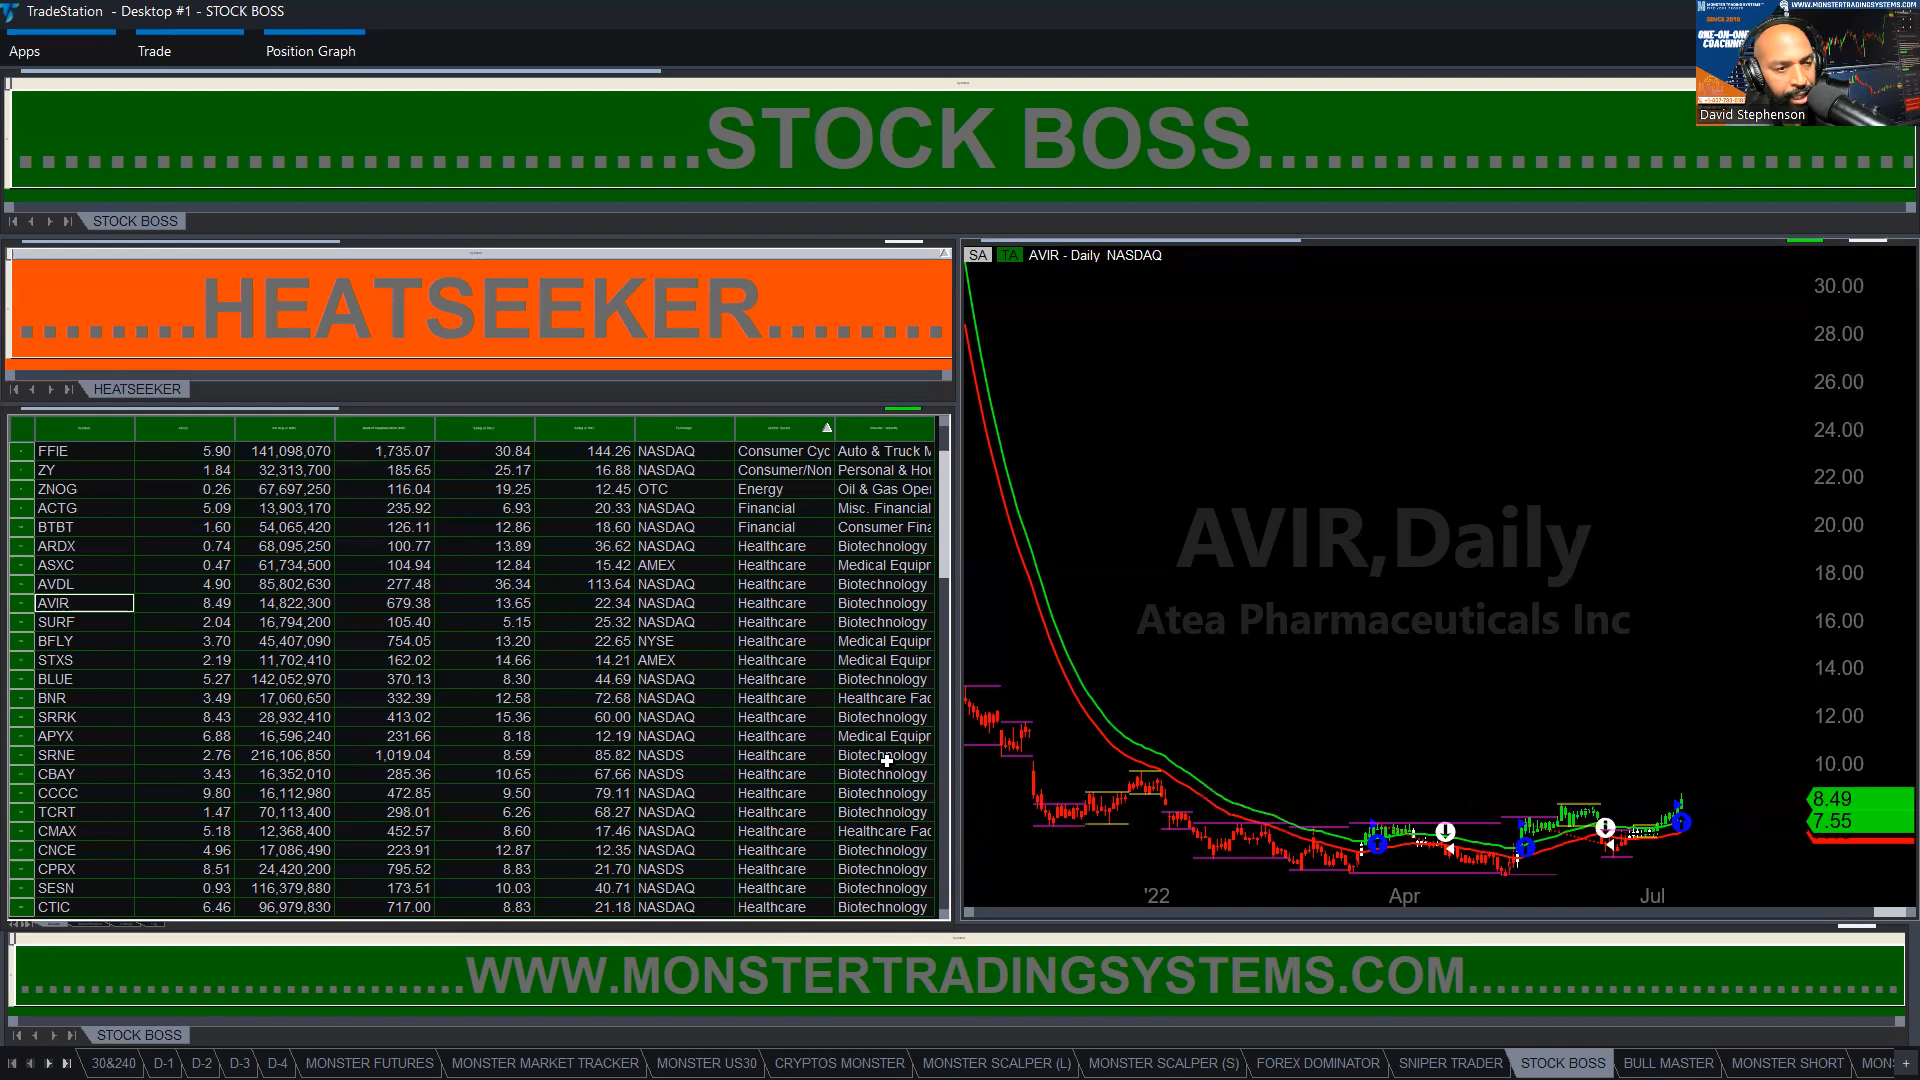 TradeStation - Desktop #1 - STOCK BOSS
WWW.MONSTERTRADINGSYSTEMS.COM
SINCE 2010
ONE-ON-ONE
COACHING
David Stephenson
Apps Trade Position Graph
STOCK BOSS
STOCK BOSS
HEATSEEKER
HEATSEEKER
FFIE 5.90 141,098,070 1,735.07 30.84 144.26 NASDAQ Consumer Cyc Auto & Truck M
ZY 1.84 32,313,700 185.65 25.17 16.88 NASDAQ Consumer/Non Personal & Hou
ZNOG 0.26 67,697,250 116.04 19.25 12.45 OTC Energy Oil & Gas Oper
ACTG 5.09 13,903,170 235.92 6.93 20.33 NASDAQ Financial Misc. Financial
BTBT 1.60 54,065,420 126.11 12.86 18.60 NASDAQ Financial Consumer Fina
ARDX 0.74 68,095,250 100.77 13.89 36.62 NASDAQ Healthcare Biotechnology
ASXC 0.47 61,734,500 104.94 12.84 15.42 AMEX Healthcare Medical Equipr
AVDL 4.90 85,802,630 277.48 36.34 113.64 NASDAQ Healthcare Biotechnology
AVIR 8.49 14,822,300 679.38 13.65 22.34 NASDAQ Healthcare Biotechnology
SURF 2.04 16,794,200 105.40 5.15 25.32 NASDAQ Healthcare Biotechnology
BFLY 3.70 45,407,090 754.05 13.20 22.65 NYSE Healthcare Medical Equipr
STXS 2.19 11,702,410 162.02 14.66 14.21 AMEX Healthcare Medical Equipr
BLUE 5.27 142,052,970 370.13 8.30 44.69 NASDAQ Healthcare Biotechnology
BNR 3.49 17,060,650 332.39 12.58 72.68 NASDAQ Healthcare Healthcare Fac
SRRK 8.43 28,932,410 413.02 15.36 60.00 NASDAQ Healthcare Biotechnology
APYX 6.88 16,596,240 231.66 8.18 12.19 NASDAQ Healthcare Medical Equipr
SRNE 2.76 216,106,850 1,019.04 8.59 85.82 NASDS Healthcare Biotechnology
CBAY 3.43 16,352,010 285.36 10.65 67.66 NASDS Healthcare Biotechnology
CCCC 9.80 16,112,980 472.85 9.50 79.11 NASDAQ Healthcare Biotechnology
TCRT 1.47 70,113,400 298.01 6.26 68.27 NASDAQ Healthcare Biotechnology
CMAX 5.18 12,368,400 452.57 8.60 17.46 NASDAQ Healthcare Healthcare Fac
CNCE 4.96 17,086,490 223.91 12.87 12.35 NASDAQ Healthcare Biotechnology
CPRX 8.51 24,420,200 795.52 8.83 21.70 NASDS Healthcare Biotechnology
SESN 0.93 116,379,880 173.51 10.03 40.71 NASDAQ Healthcare Biotechnology
CTIC 6.46 96,979,830 717.00 8.83 21.18 NASDAQ Healthcare Biotechnology
SA TA AVIR - Daily NASDAQ
AVIR,Daily
Atea Pharmaceuticals Inc
30.00
28.00
26.00
24.00
22.00
20.00
18.00
16.00
14.00
12.00
10.00
8.49
7.55
'22 Apr Jul
WWW.MONSTERTRADINGSYSTEMS.COM
STOCK BOSS
30&240 D-1 D-2 D-3 D-4 MONSTER FUTURES MONSTER MARKET TRACKER MONSTER US30 CRYPTOS MONSTER MONSTER SCALPER (L) MONSTER SCALPER (S) FOREX DOMINATOR SNIPER TRADER STOCK BOSS BULL MASTER MONSTER SHORT MON